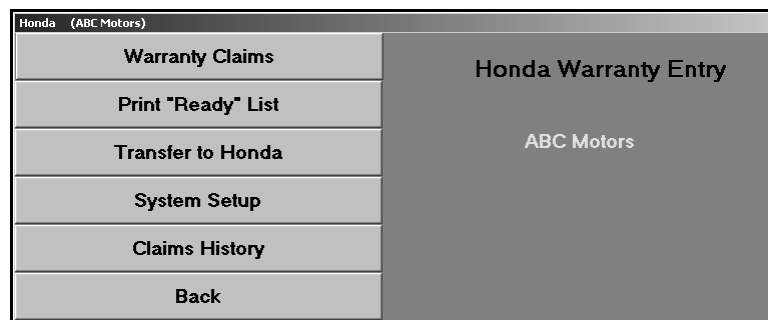 Honda (ABC Motors)
Warranty Claims
Honda Warranty Entry
Print "Ready" List
ABC Motors
Transfer to Honda
System Setup
Claims History
Back